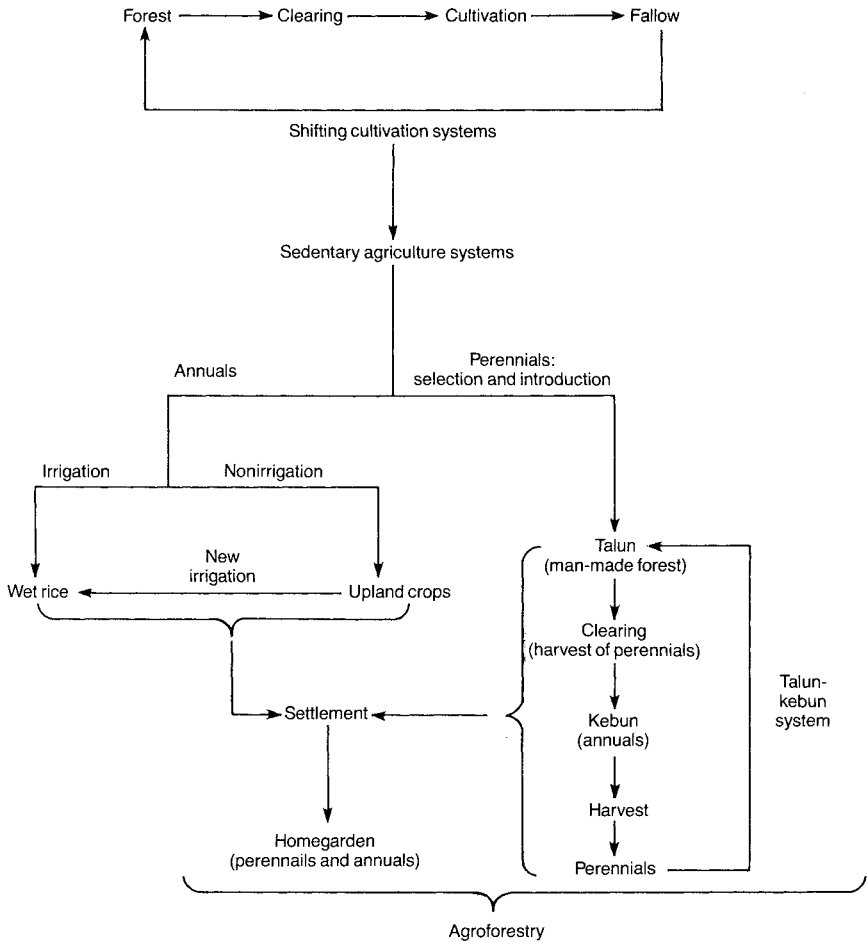 Forest
Clearing
Cultivation
Fallow
Shifting cultivation systems
Sedentary agriculture systems
Annuals
Perennials:
selection and introduction
Irrigation
Nonirrigation
New
irrigation
Wet rice
Upland crops
Talun
(man-made forest)
Clearing
(harvest of perennials)
Talun-
kebun
system
Settlement
Kebun
(annuals)
Harvest
Homegarden
(perennails and annuals)
Perennials
Agroforestry